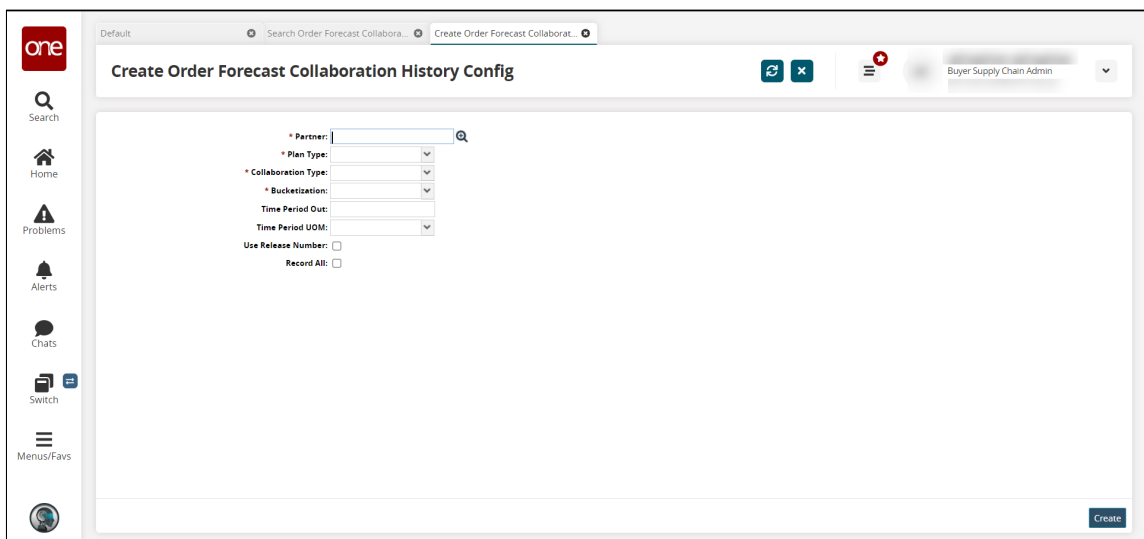 one
Default
Search Order Forecast Collabora...
Create Order Forecast Collaborat...
Create Order Forecast Collaboration History Config
Buyer Supply Chain Admin
Search
Home
Problems
Alerts
Chats
Switch
Menus/Favs
* Partner:
* Plan Type:
* Collaboration Type:
* Bucketization:
Time Period Out:
Time Period UOM:
Use Release Number:
Record All:
Create